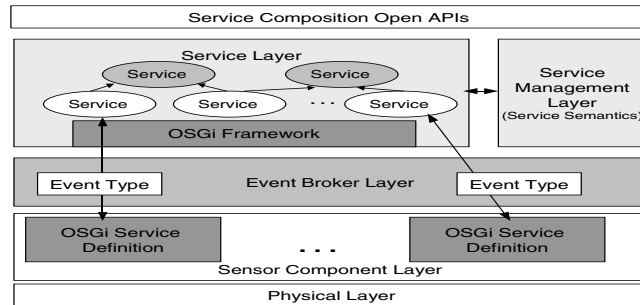 Service Composition Open APIs
Service Layer
Service
Service
Service
Service
. . .
Service
OSGi Framework
Service
Management
Layer
(Service Semantics)
Event Type
Event Broker Layer
Event Type
OSGi Service
Definition
. . .
OSGi Service
Definition
Sensor Component Layer
Physical Layer